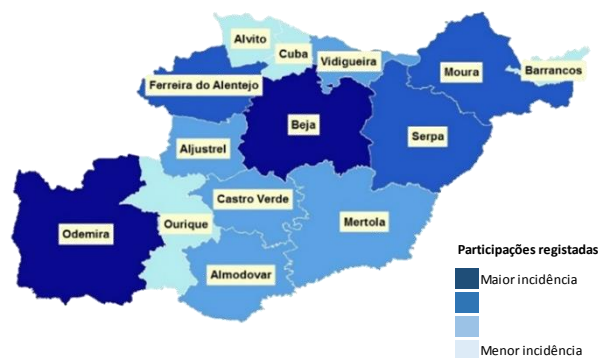 Alvito
Cuba
Vidigueira
Moura
Barrancos
Ferreira do Alentejo
Beja
Serpa
Aljustrel
Castro Verde
Mertola
Ourique
Odemira
Almodovar
Participações registadas
Maior incidência
Menor incidência